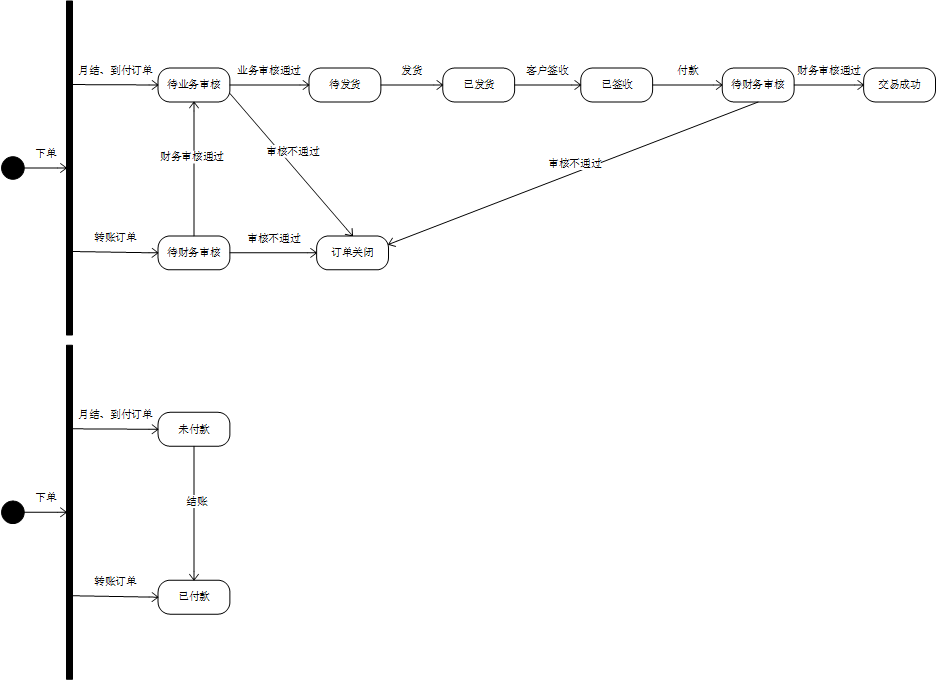 月结、到付订单
业务审核通过
发货
客户签收
付款
财务审核通过
待业务审核
待发货
已发货
已签收
待财务审核
交易成功
下单
财务审核通过
审核不通过
审核不通过
转账订单
审核不通过
待财务审核
订单关闭
月结、到付订单
未付款
下单
结账
转账订单
已付款